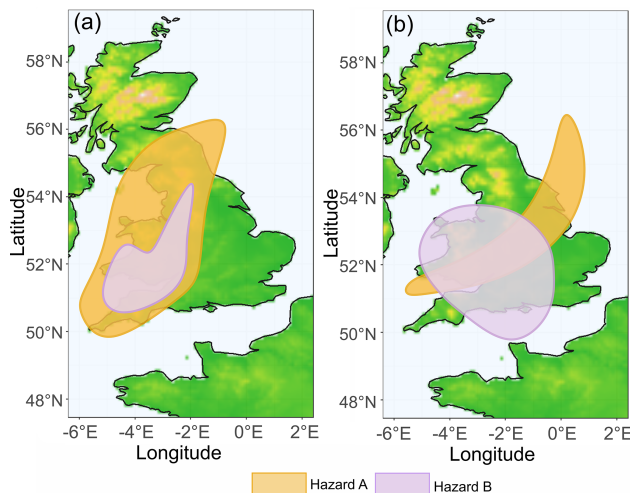 (a)
(b)
58°N
56°N
54°N
52°N
50°N
48°N
Latitude
-6°E
-4°E
-2°E
0°E
2°E
Longitude
58°N
56°N
54°N
52°N
50°N
48°N
Latitude
-6°E
-4°E
-2°E
0°E
2°E
Longitude
Hazard A
Hazard B